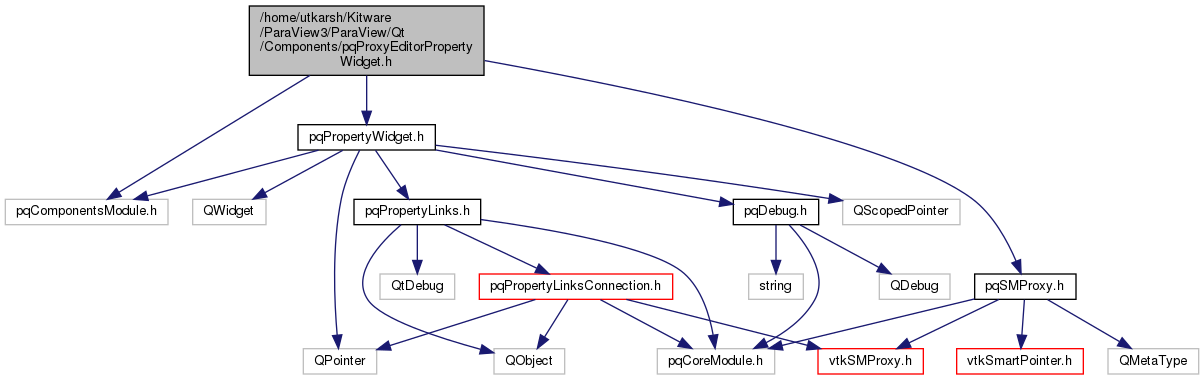 /home/utkarsh/Kitware
/ParaView3/ParaView/Qt
/Components/pqProxyEditorProperty
Widget.h
pqPropertyWidget.h
pqComponentsModule.h
QWidget
pqPropertyLinks.h
pqDebug.h
QScopedPointer
QtDebug
pqPropertyLinksConnection.h
string
QDebug
pqSMProxy.h
QPointer
QObject
pqCoreModule.h
vtkSMProxy.h
vtkSmartPointer.h
QMetaType